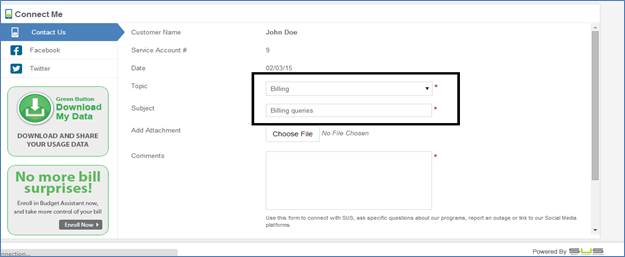 Connect Me
Contact Us
Facebook
Twitter
Green Button
Download
My Data
DOWNLOAD AND SHARE
YOUR USAGE DATA
No more bill
surprises!
Enroll in Budget Assistant now,
and take more control of your bill
Enroll Now ▶
Customer Name John Doe
Service Account # 9
Date 02/03/15
Topic Billing *
Subject Billing queries *
Add Attachment Choose File No File Chosen
Comments *
Use this form to connect with SUS, ask specific questions about our programs, report an outage or link to our Social Media
platforms.
Powered By SUS
nnection...